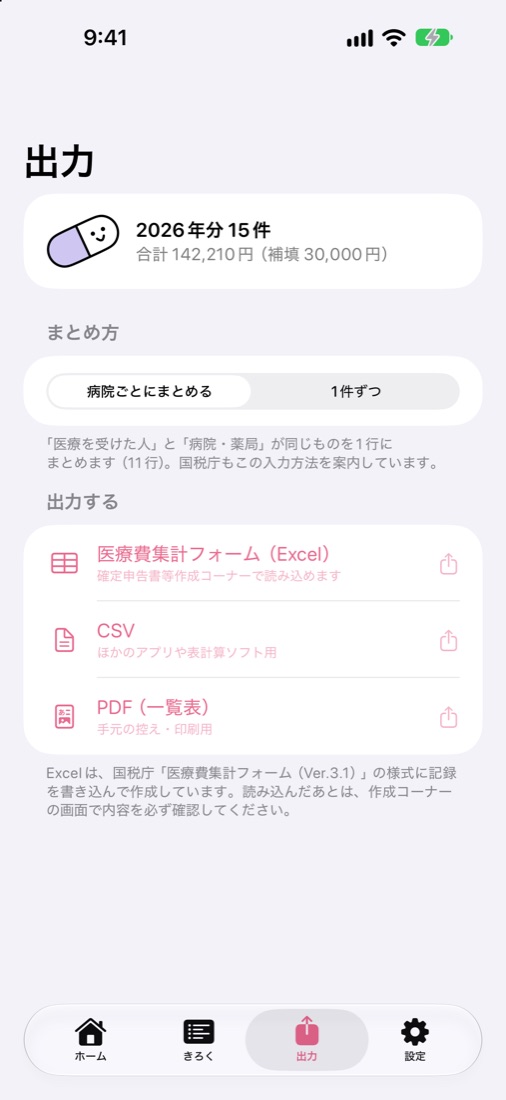 9:41
出力
2026年分 15件
合計 142,210円（補填 30,000円）
まとめ方
病院ごとにまとめる
1件ずつ
「医療を受けた人」と「病院・薬局」が同じものを1行に
まとめます（11行）。国税庁もこの入力方法を案内しています。
出力する
医療費集計フォーム（Excel）
確定申告書等作成コーナーで読み込めます
CSV
ほかのアプリや表計算ソフト用
PDF（一覧表）
手元の控え・印刷用
Excelは、国税庁「医療費集計フォーム（Ver.3.1）」の様式に記録
を書き込んで作成しています。読み込んだあとは、作成コーナー
の画面で内容を必ず確認してください。
ホーム
きろく
出力
設定